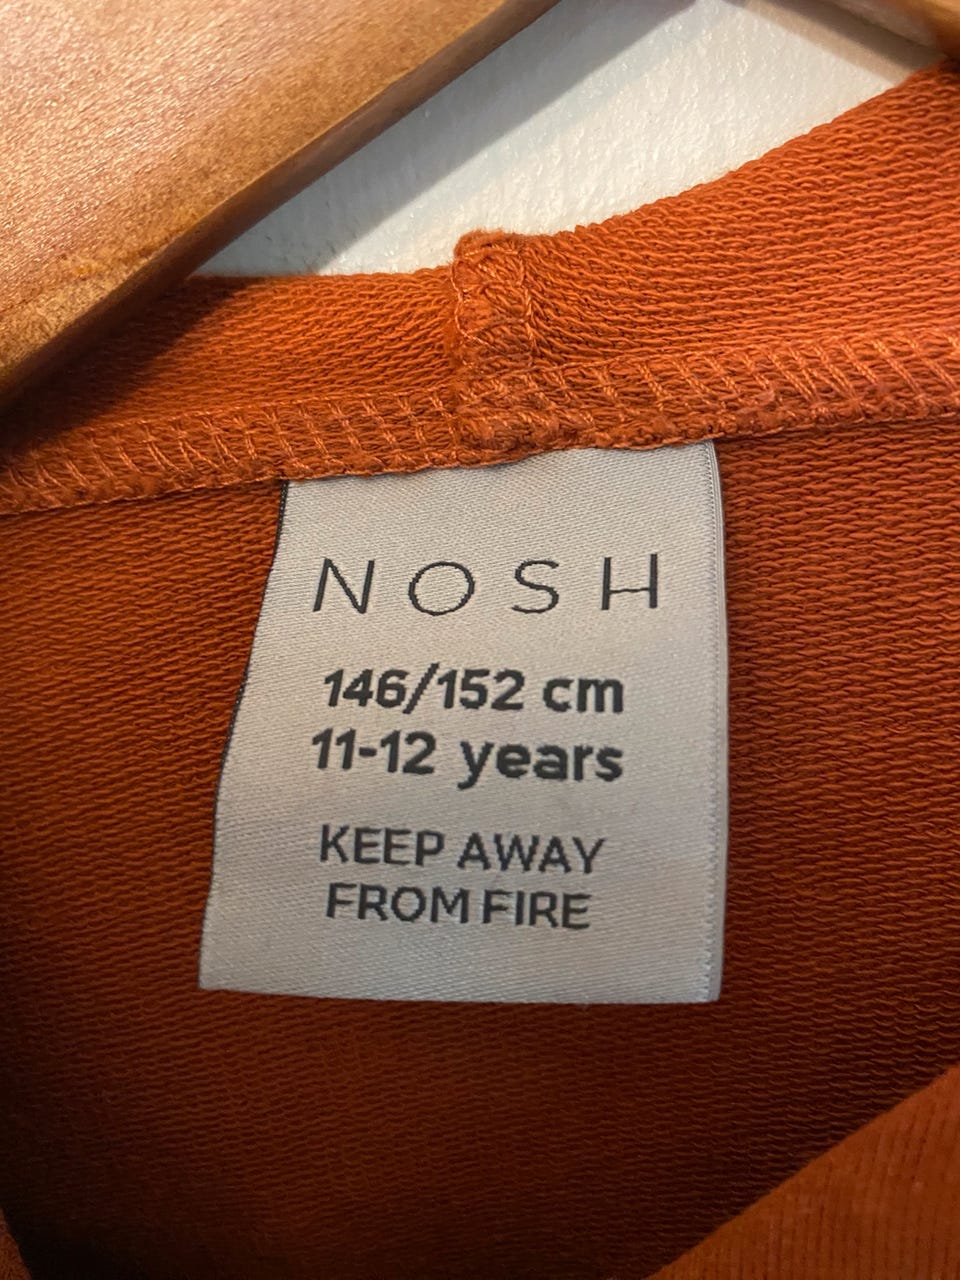 NOSH
146/152 cm
11-12 years
KEEP AWAY
FROM FIRE